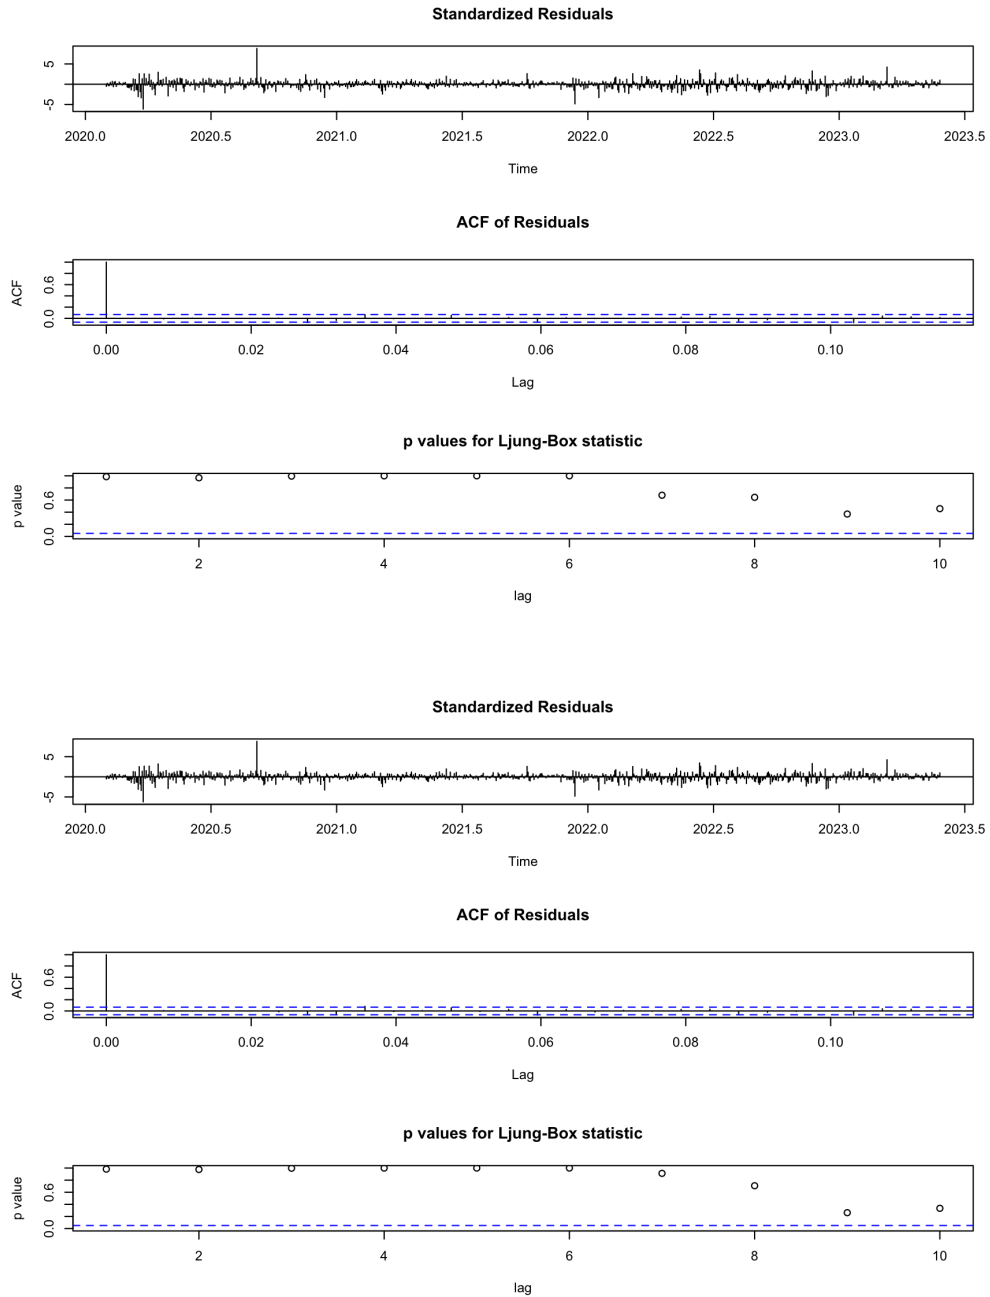 Standardized Residuals
5
-5
2020.0 2020.5 2021.0 2021.5 2022.0 2022.5 2023.0 2023.5
Time
ACF of Residuals
ACF
0.6
0.0
0.00 0.02 0.04 0.06 0.08 0.10
Lag
p values for Ljung-Box statistic
p value
0.6
0.0
2 4 6 8 10
lag
Standardized Residuals
5
-5
2020.0 2020.5 2021.0 2021.5 2022.0 2022.5 2023.0 2023.5
Time
ACF of Residuals
ACF
0.6
0.0
0.00 0.02 0.04 0.06 0.08 0.10
Lag
p values for Ljung-Box statistic
p value
0.6
0.0
2 4 6 8 10
lag